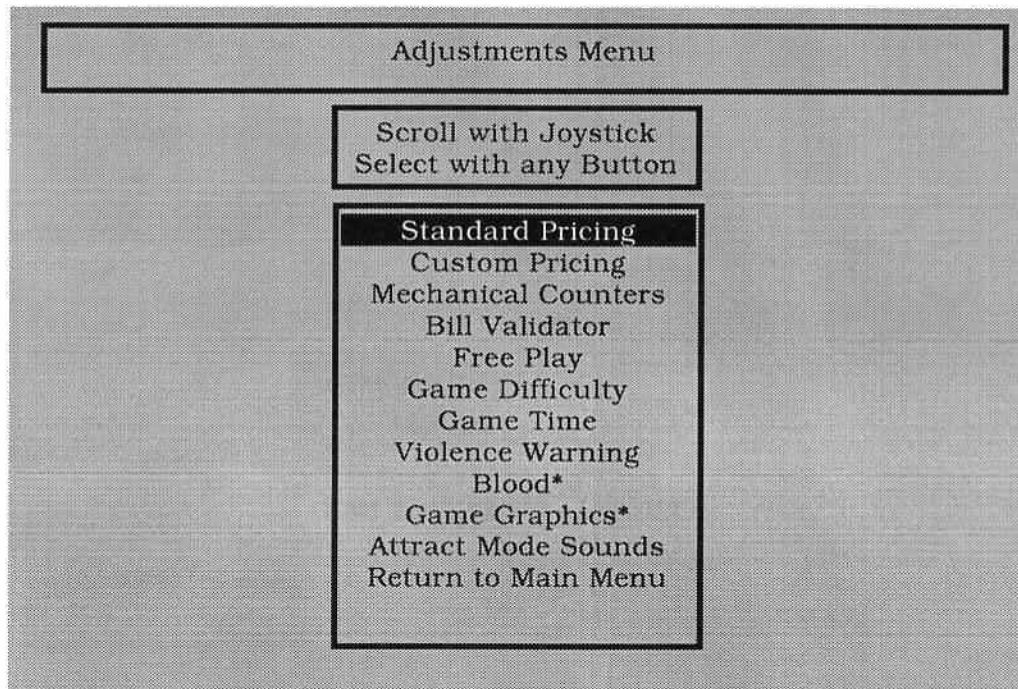 Adjustments Menu
Scroll with Joystick
Select with any Button
Standard Pricing
Custom Pricing
Mechanical Counters
Bill Validator
Free Play
Game Difficulty
Game Time
Violence Warning
Blood*
Game Graphics*
Attract Mode Sounds
Return to Main Menu